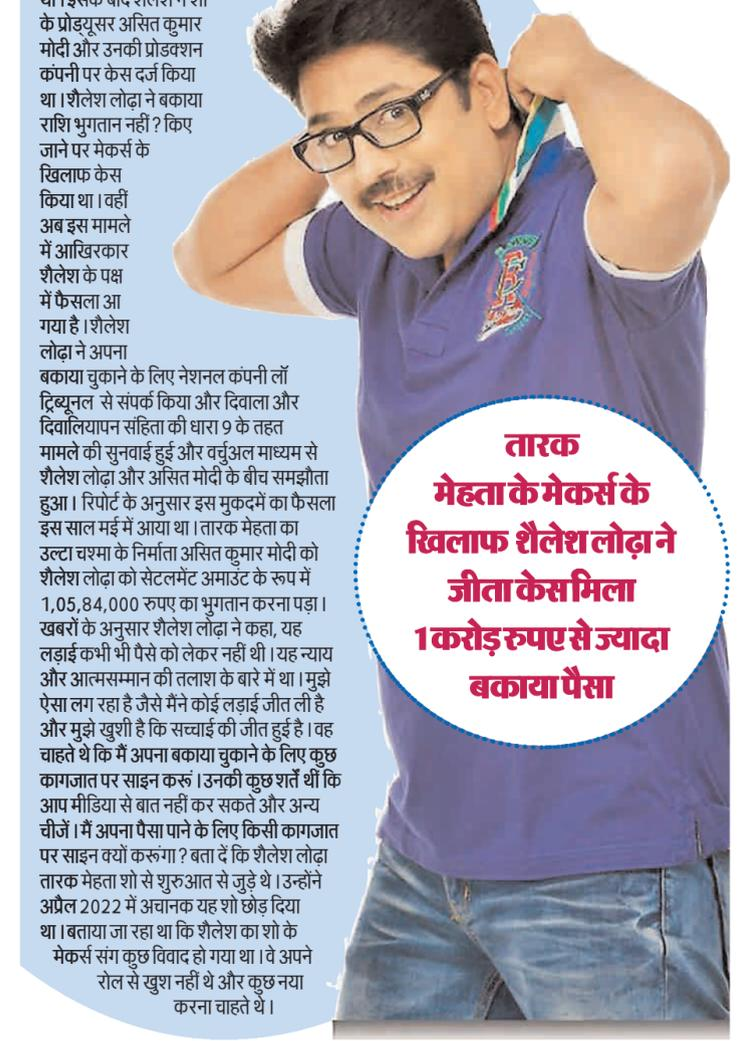 था। इसके बाद शैलेश ने शो
के प्रोड्यूसर असित कुमार
मोदी और उनकी प्रोडक्शन
कंपनी पर केस दर्ज किया
था। शैलेश लोढ़ा ने बकाया
राशि भुगतान नहीं? किए
जाने पर मेकर्स के
खिलाफ केस
किया था। वहीं
अब इस मामले
में आखिरकार
शैलेश के पक्ष
में फैसला आ
गया है। शैलेश
लोढ़ा ने अपना
बकाया चुकाने के लिए नेशनल कंपनी लॉ
ट्रिब्यूनल से संपर्क किया और दिवाला और
दिवालियापन संहिता की धारा 9 के तहत
मामले की सुनवाई हुई और वर्चुअल माध्यम से
शैलेश लोढ़ा और असित मोदी के बीच समझौता
हुआ। रिपोर्ट के अनुसार इस मुकदमें का फैसला
इस साल मई में आया था। तारक मेहता का
उल्टा चश्मा के निर्माता असित कुमार मोदी को
शैलेश लोढ़ा को सेटलमेंट अमाउंट के रूप में
1,05,84,000 रुपए का भुगतान करना पड़ा।
खबरों के अनुसार शैलेश लोढ़ा ने कहा, यह
लड़ाई कभी भी पैसे को लेकर नहीं थी। यह न्याय
और आत्मसम्मान की तलाश के बारे में था। मुझे
ऐसा लग रहा है जैसे मैंने कोई लड़ाई जीत ली है
और मुझे खुशी है कि सच्चाई की जीत हुई है। वह
चाहते थे कि मैं अपना बकाया चुकाने के लिए कुछ
कागजात पर साइन करूं। उनकी कुछ शर्तें थीं कि
आप मीडिया से बात नहीं कर सकते और अन्य
चीजें। मैं अपना पैसा पाने के लिए किसी कागजात
पर साइन क्यों करूंगा? बता दें कि शैलेश लोढ़ा
तारक मेहता शो से शुरुआत से जुड़े थे। उन्होंने
अप्रैल 2022 में अचानक यह शो छोड़ दिया
था। बताया जा रहा था कि शैलेश का शो के
मेकर्स संग कुछ विवाद हो गया था। वे अपने
रोल से खुश नहीं थे और कुछ नया
करना चाहते थे।
तारक
मेहता के मेकर्स के
खिलाफ शैलेश लोढ़ा ने
जीता केस मिला
1 करोड़ रुपए से ज्यादा
बकाया पैसा